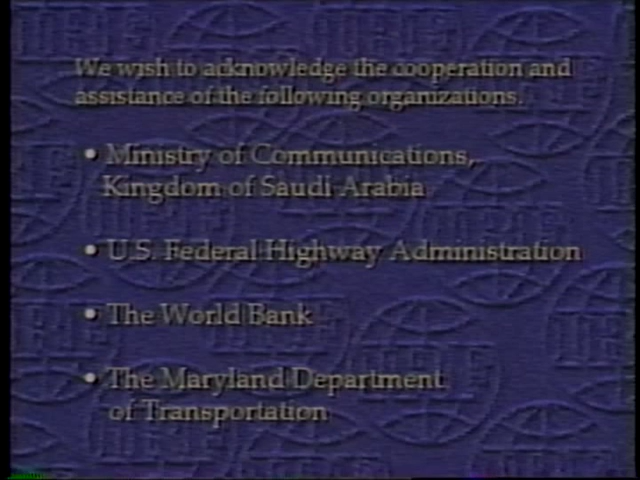 We wish to acknowledge the cooperation and
assistance of the following organizations.
• Ministry of Communications,
Kingdom of Saudi Arabia
• U.S. Federal Highway Administration
• The World Bank
• The Maryland Department
of Transportation